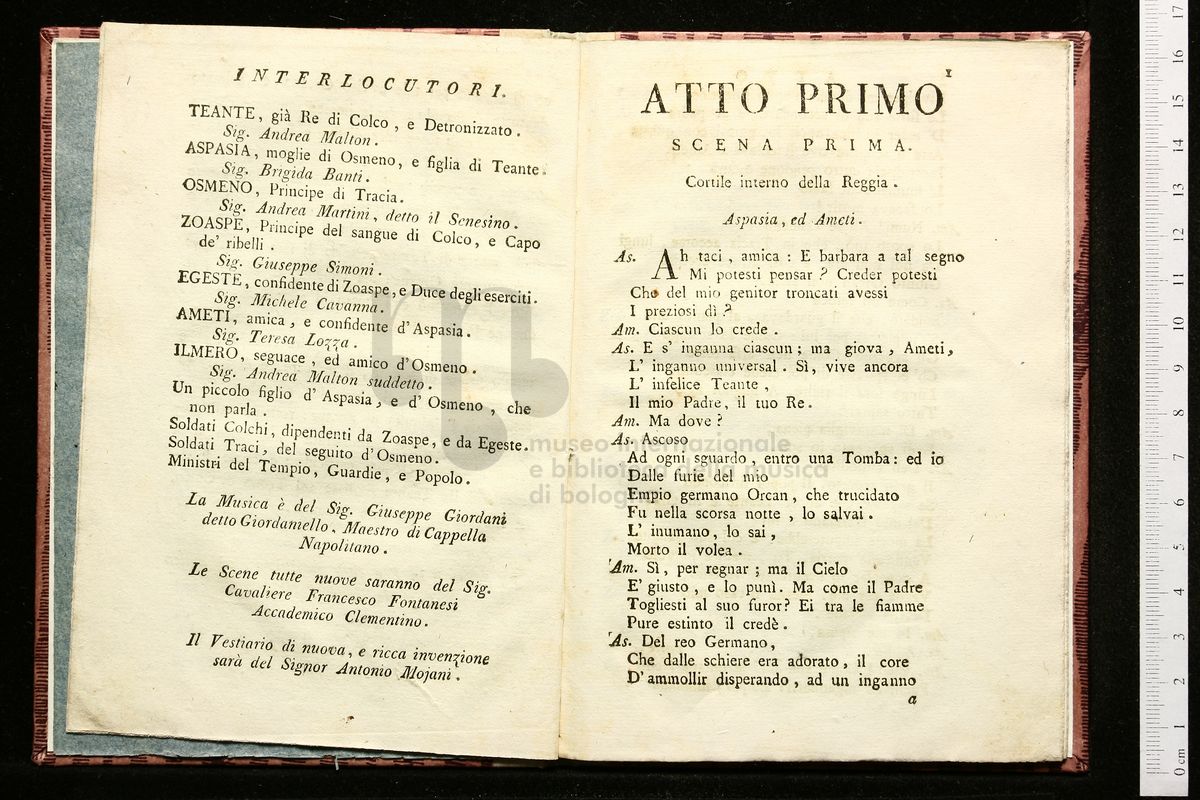 INTERLOCUTORI.
TEANTE, già Re di Colco, e Detronizzato.
Sig. Andrea Malton.
ASPASIA, moglie di Osmeno, e figlia di Teante.
Sig. Brigida Banti.
OSMENO, Principe di Tracia.
Sig. Andrea Martini, detto il Senesino.
ZOASPE, Principe del sangue di Colco, e Capo
de' ribelli.
Sig. Giuseppe Simoni.
EGESTE, confidente di Zoaspe, e Duce degli eserciti.
Sig. Michele Cavanna.
AMETI, amica, e confidente d'Aspasia.
Sig. Teresa Lozza.
ILMERO, seguace, ed amico d'Osmeno.
Sig. Andrea Malton suddetto.
Un piccolo figlio d' Aspasia, e d' Osmeno, che
non parla.
Soldati Colchi, dipendenti da Zoaspe, e da Egeste.
Soldati Traci, del seguito d'Osmeno.
Ministri del Tempio, Guardie, e Popolo.
La Musica è del Sig. Giuseppe Giordani
detto Giordaniello, Maestro di Cappella
Napolitano.
Le Scene tutte nuove saranno del Sig.
Cavaliere Francesco Fontanesi
Accademico Clementino.
Il Vestiario di nuova, e ricca invenzione
sarà del Signor Antonio Mojani.
1
ATTO PRIMO
SCENA PRIMA.
Cortile interno della Reggia.
Aspasia, ed Ameti.
As. Ah taci, amica: E barbara a tal segno
Mi potesti pensar? Creder potesti
Che del mio genitor troncati avessi
I preziosi dì?
Am. Ciascun lo crede.
As. E s' inganni ciascun; ma giova, Ameti,
L' inganno universal. Sì, vive ancora
L' infelice Teante,
Il mio Padre, il tuo Re.
Am. Ma dove?
As. Ascoso
Ad ogni sguardo, entro una Tomba: ed io
Dalle furie del mio
Empio germano Orcan, che trucidato
Fu nella scorsa notte, lo salvai.
L' inumano, lo sai,
Morto il volea.
Am. Sì, per regnar; ma il Cielo
E' giusto, e lo punì. Ma come il Padre
Togliesti al suo furor? Ei tra le fiamme
Pure estinto il credè.
As. Del reo Germano,
Che dalle schiere era adorato, il core
D' ammollir disperando, ad un inganno
a
museo internazionale
e biblioteca della musica
di bologna
0 cm 1 2 3 4 5 6 7 8 9 10 11 12 13 14 15 16 17